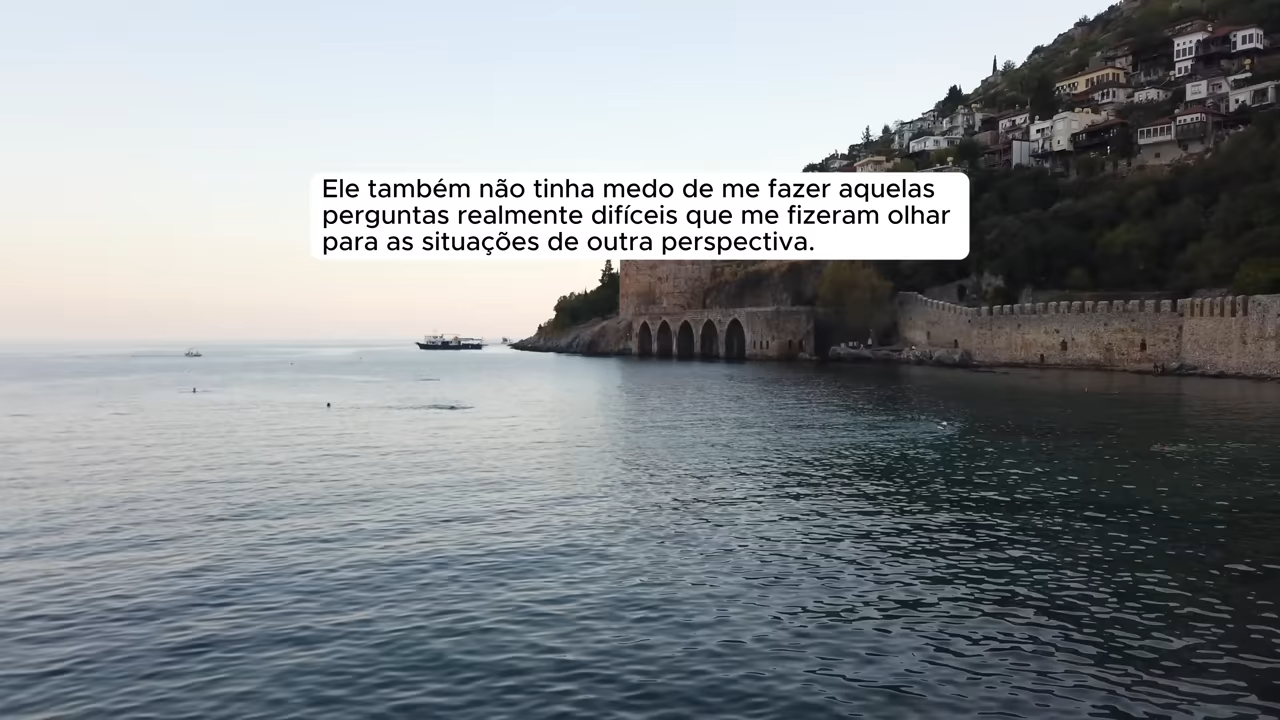 Ele também não tinha medo de me fazer aquelas
perguntas realmente difíceis que me fizeram olhar
para as situações de outra perspectiva.